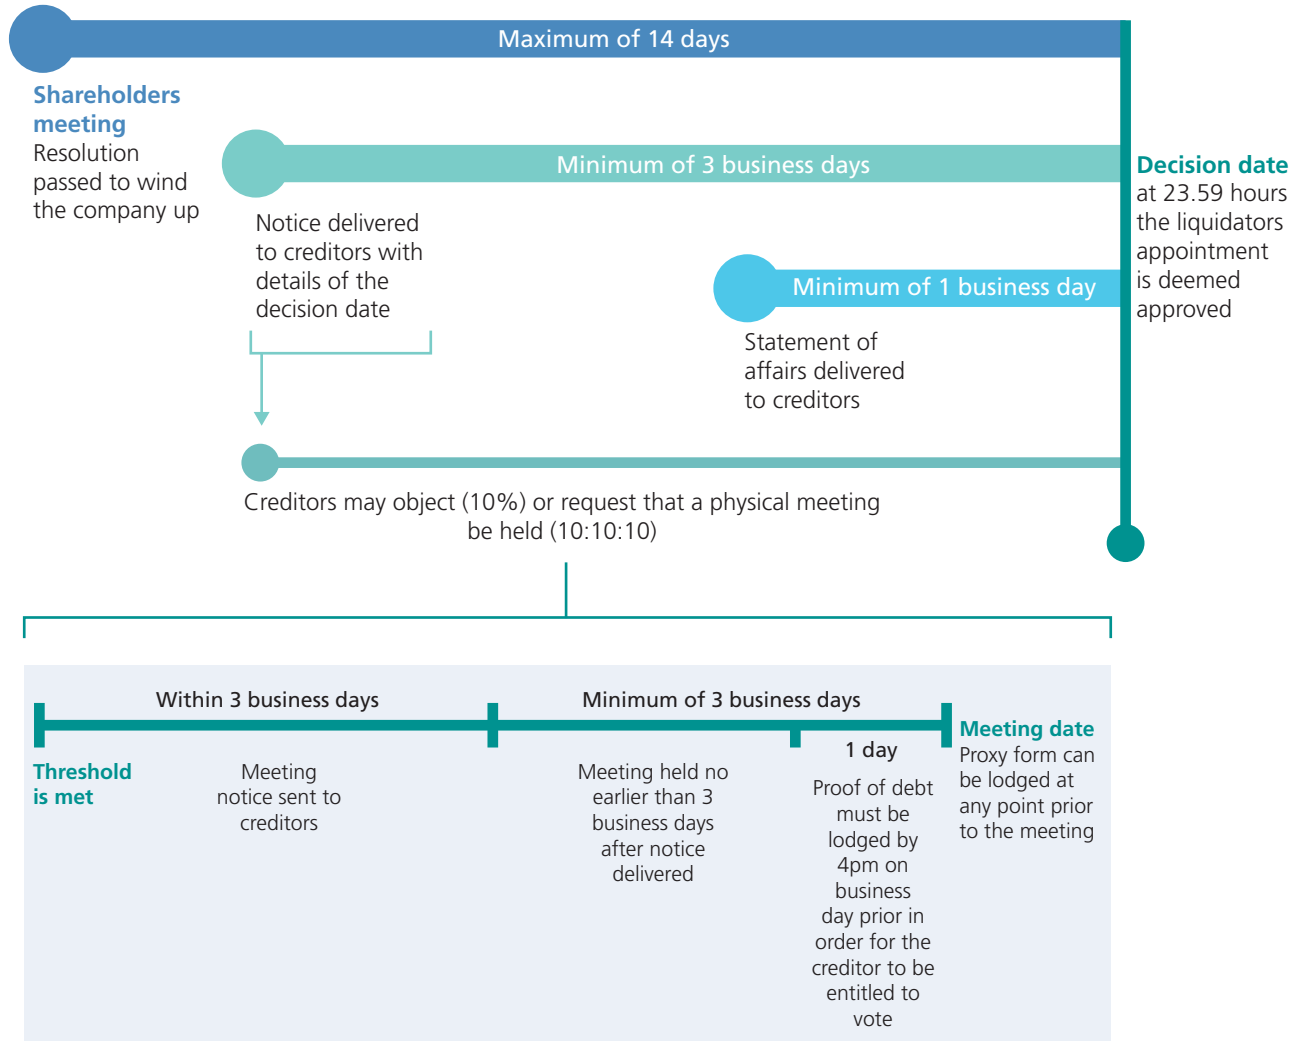 Maximum of 14 days
Shareholders
meeting
Resolution
passed to wind
the company up
Minimum of 3 business days
Notice delivered
to creditors with
details of the
decision date
Minimum of 1 business day
Statement of
affairs delivered
to creditors
Decision date
at 23.59 hours
the liquidators
appointment
is deemed
approved
Creditors may object (10%) or request that a physical meeting
be held (10:10:10)
Within 3 business days
Minimum of 3 business days
Threshold
is met
Meeting
notice sent to
creditors
Meeting held no
earlier than 3
business days
after notice
delivered
1 day
Proof of debt
must be
lodged by
4pm on
business
day prior in
order for the
creditor to be
entitled to
vote
Meeting date
Proxy form can
be lodged at
any point prior
to the meeting